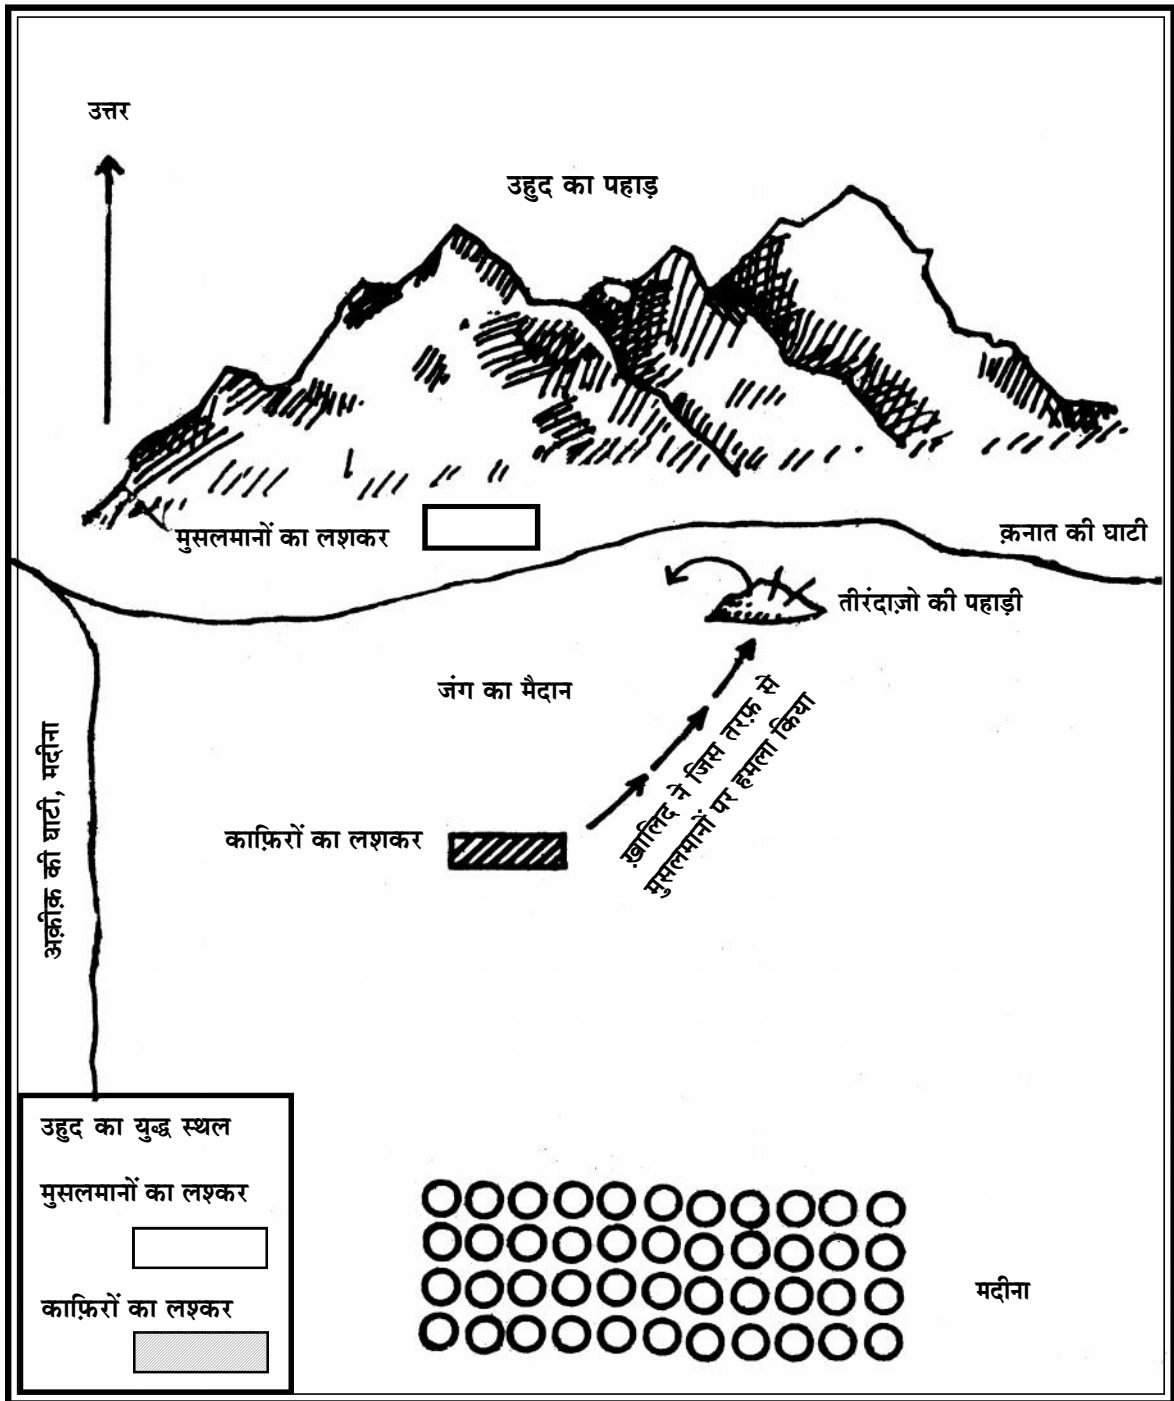 उत्तर
उहुद का पहाड़
मुसलमानों का लशकर
क़नात की घाटी
तीरंदाज़ो की पहाड़ी
जंग का मैदान
ख़ालिद ने जिस तरफ़ से
मुसलमानों पर हमला किया
काफ़िरों का लशकर
अक़ीक़ की घाटी, मदीना
उहुद का युद्ध स्थल
मुसलमानों का लश्कर
काफ़िरों का लश्कर
मदीना